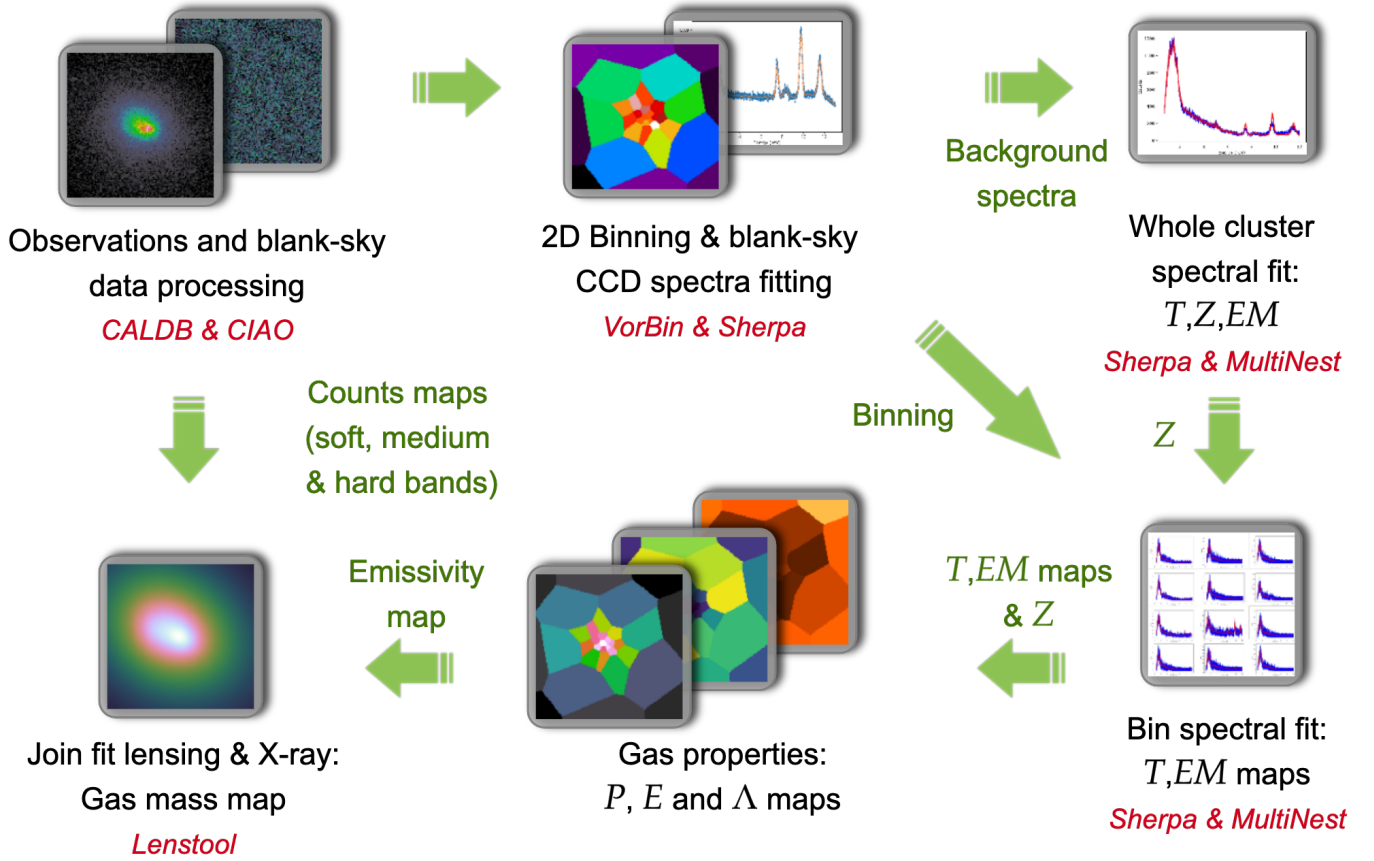 Observations and blank-sky
data processing
CALDB & CIAO
2D Binning & blank-sky
CCD spectra fitting
VorBin & Sherpa
Background
spectra
Whole cluster
spectral fit:
T,Z,EM
Sherpa & MultiNest
Counts maps
(soft, medium
& hard bands)
Binning
Z
Emissivity
map
T,EM maps
& Z
Join fit lensing & X-ray:
Gas mass map
Lenstool
Gas properties:
P, E and Λ maps
Bin spectral fit:
T,EM maps
Sherpa & MultiNest